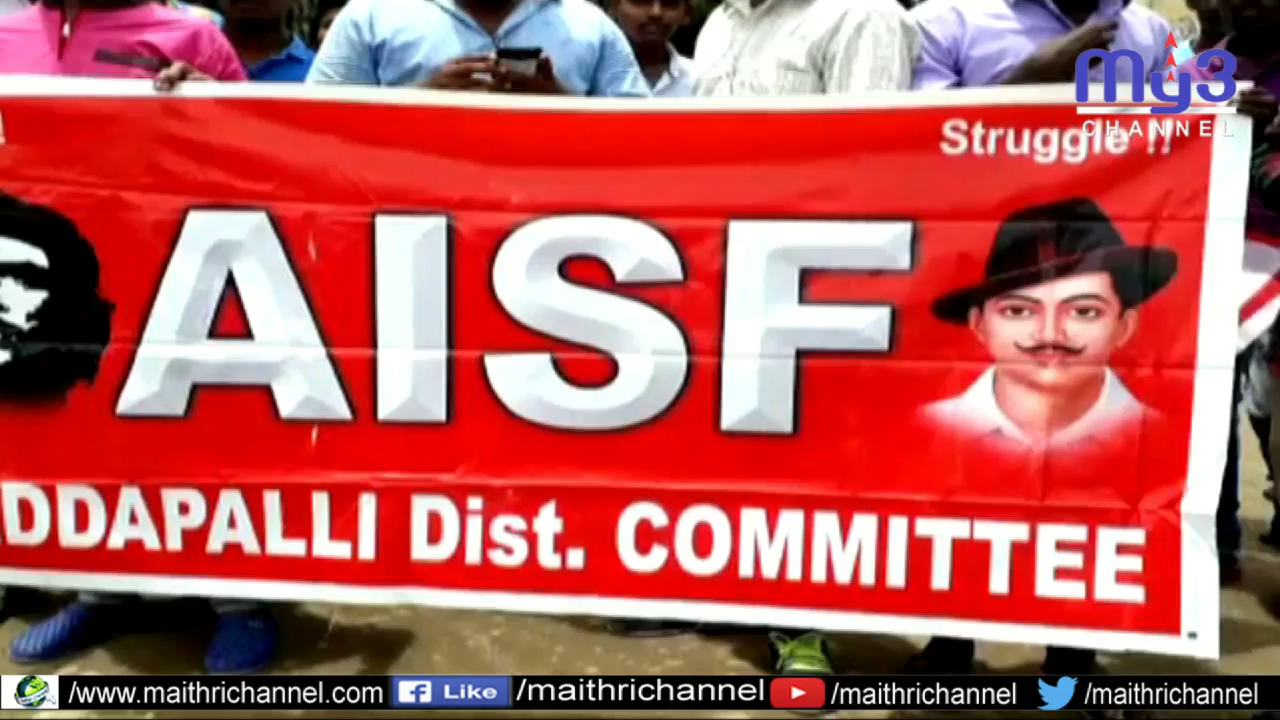 My3
CHANNEL
Struggle !!
AISF
DDAPALLI Dist. COMMITTEE
/www.maithrichannel.com
f Like /maithrichannel
/maithrichannel
/maithrichannel